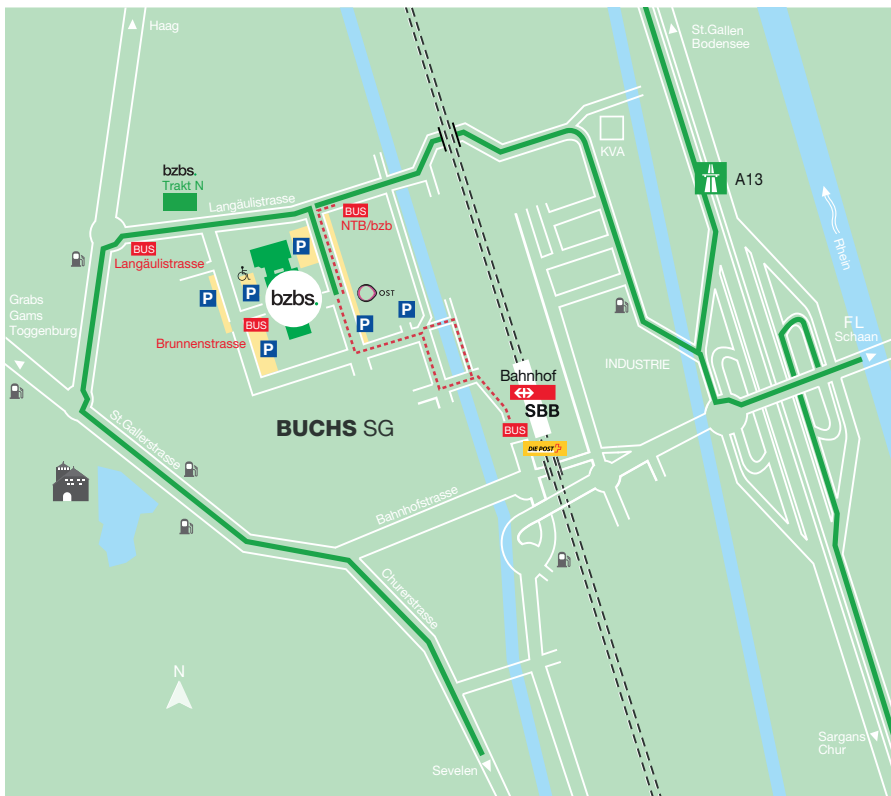 Haag
St.Gallen
Bodensee
KVA
bzbs.
Trakt N
A13
Langäulistrasse
BUS
NTB/bzb
Rhein
BUS
Langäulistrasse
P
P
P
OST
bzbs.
Grabs
Gams
Toggenburg
P
P
BUS
Brunnenstrasse
P
P
FL
Schaan
INDUSTRIE
Bahnhof
SBB
St.Gallerstrasse
BUCHS SG
BUS
DIE POST
Bahnhofstrasse
Churerstrasse
N
Sevelen
Sargans
Chur